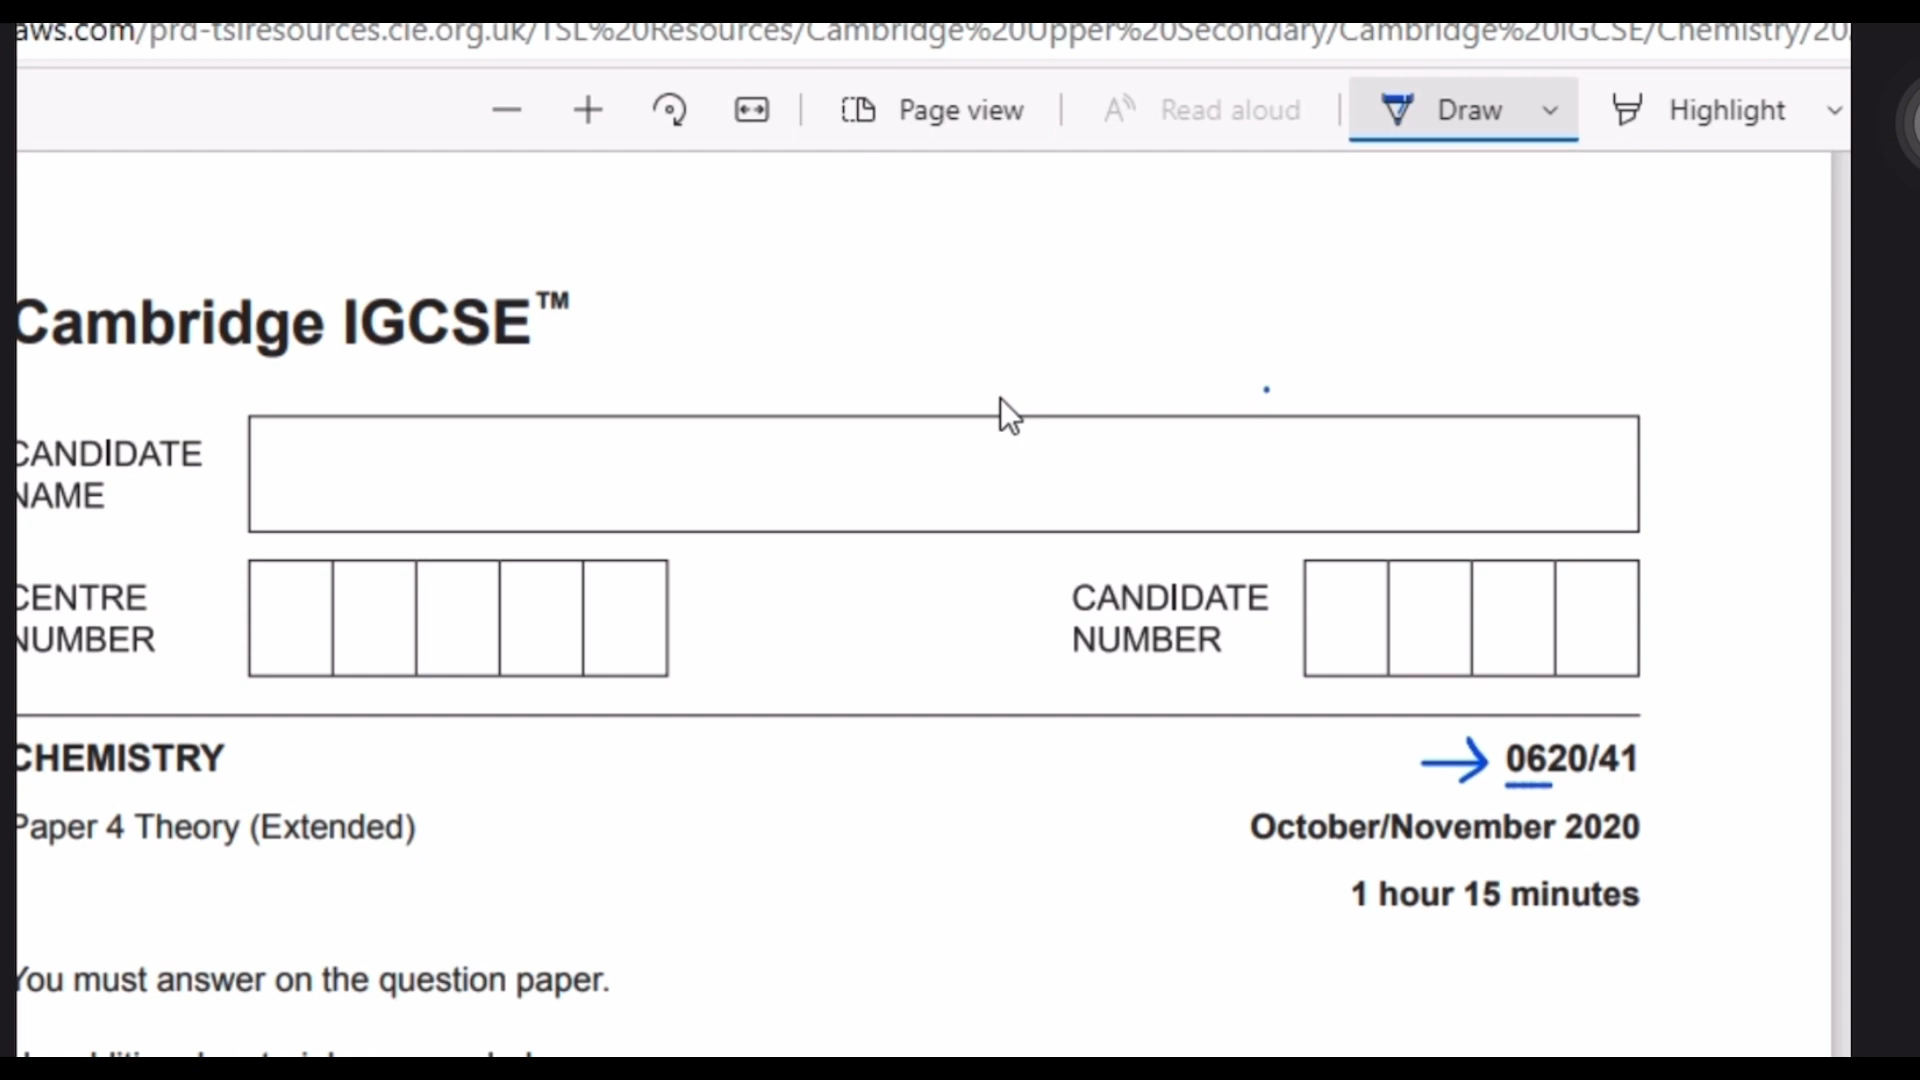 aws.com/prd-tsiresources.cie.org.uk/TSL%20Resources/Cambridge%20Upper%20Secondary/Cambridge%20IGCSE/Chemistry/20
Page view
Read aloud
Draw
Highlight
Cambridge IGCSE™
CANDIDATE
NAME
CENTRE
NUMBER
CANDIDATE
NUMBER
CHEMISTRY
0620/41
Paper 4 Theory (Extended)
October/November 2020
1 hour 15 minutes
You must answer on the question paper.